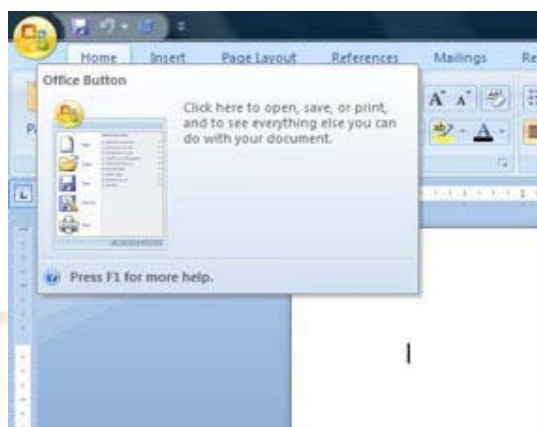 Home Insert Page Layout References Mailings Re
Office Button
Click here to open, save, or print,
and to see everything else you can
do with your document.
Press F1 for more help.